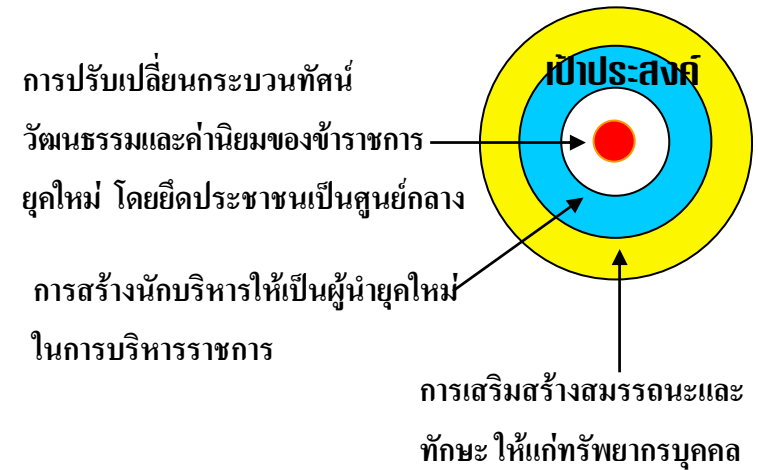 เป้าประสงค์
การปรับเปลี่ยนกระบวนทัศน์
วัฒนธรรมและค่านิยมของข้าราชการ
ยุคใหม่ โดยยึดประชาชนเป็นศูนย์กลาง
การสร้างนักบริหารให้เป็นผู้นำยุคใหม่
ในการบริหารราชการ
การเสริมสร้างสมรรถนะและ
ทักษะ ให้แก่ทรัพยากรบุคคล